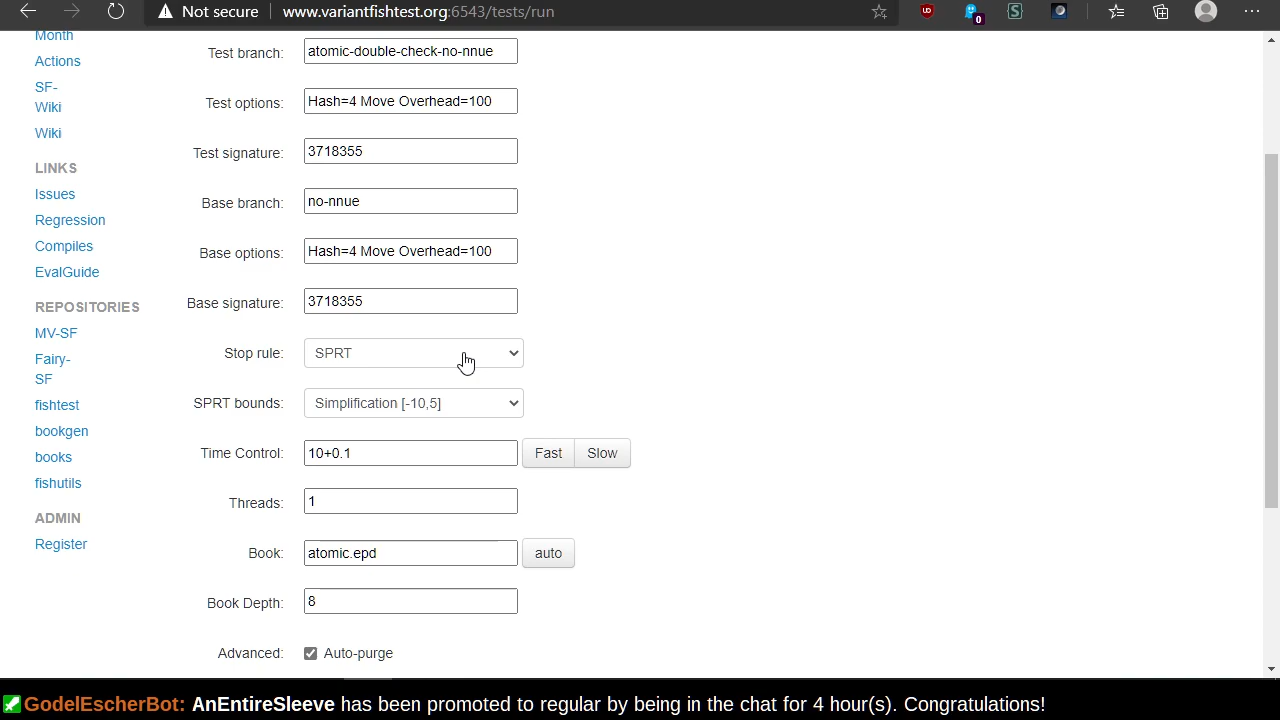 Not secure www.variantfishtest.org:6543/tests/run
0
Month
Actions
SF-
Wiki
Wiki
LINKS
Issues
Regression
Compiles
EvalGuide
REPOSITORIES
MV-SF
Fairy-
SF
fishtest
bookgen
books
fishutils
ADMIN
Register
Test branch: atomic-double-check-no-nnue
Test options: Hash=4 Move Overhead=100
Test signature: 3718355
Base branch: no-nnue
Base options: Hash=4 Move Overhead=100
Base signature: 3718355
Stop rule: SPRT
SPRT bounds: Simplification [-10,5]
Time Control: 10+0.1 Fast Slow
Threads: 1
Book: atomic.epd auto
Book Depth: 8
Advanced: Auto-purge
GodelEscherBot: AnEntireSleeve has been promoted to regular by being in the chat for 4 hour(s). Congratulations!